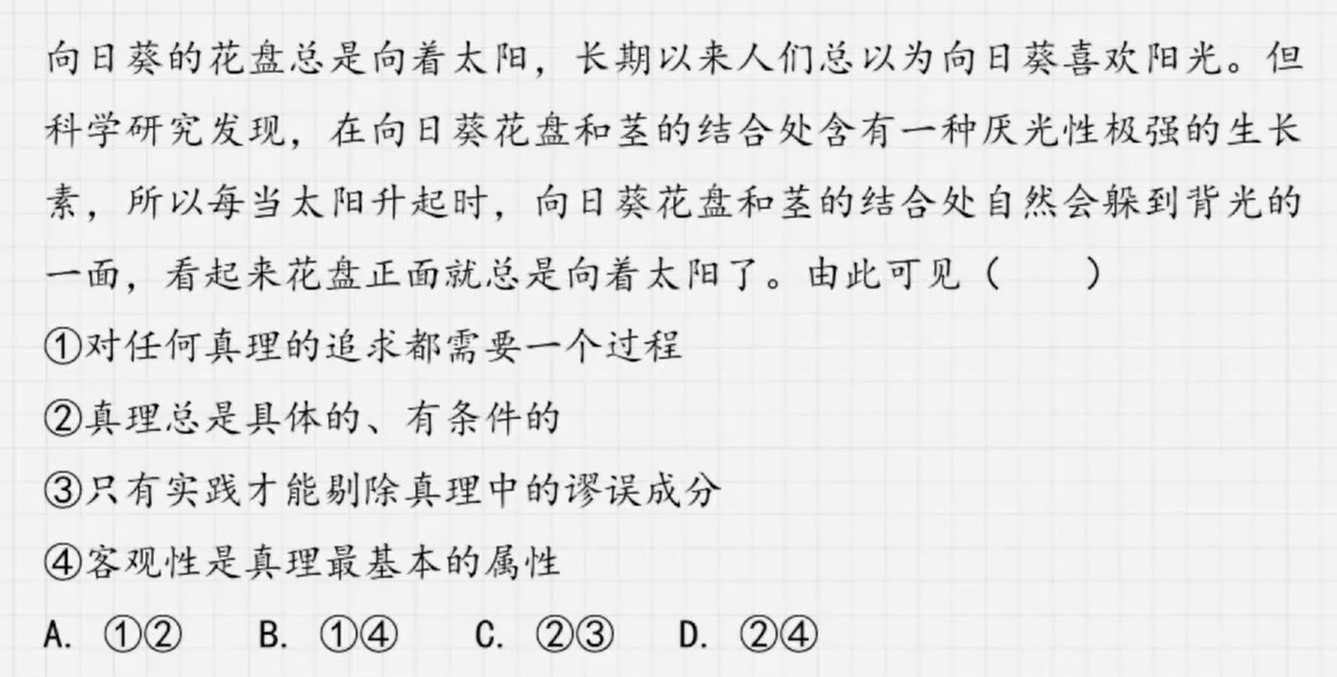 向日葵的花盘总是向着太阳，长期以来人们总以为向日葵喜欢阳光。但
科学研究发现，在向日葵花盘和茎的结合处含有一种厌光性极强的生长
素，所以每当太阳升起时，向日葵花盘和茎的结合处自然会躲到背光的
一面，看起来花盘正面就总是向着太阳了。由此可见（　　）
①对任何真理的追求都需要一个过程
②真理总是具体的、有条件的
③只有实践才能剔除真理中的谬误成分
④客观性是真理最基本的属性
A. ①②　B. ①④　C. ②③　D. ②④